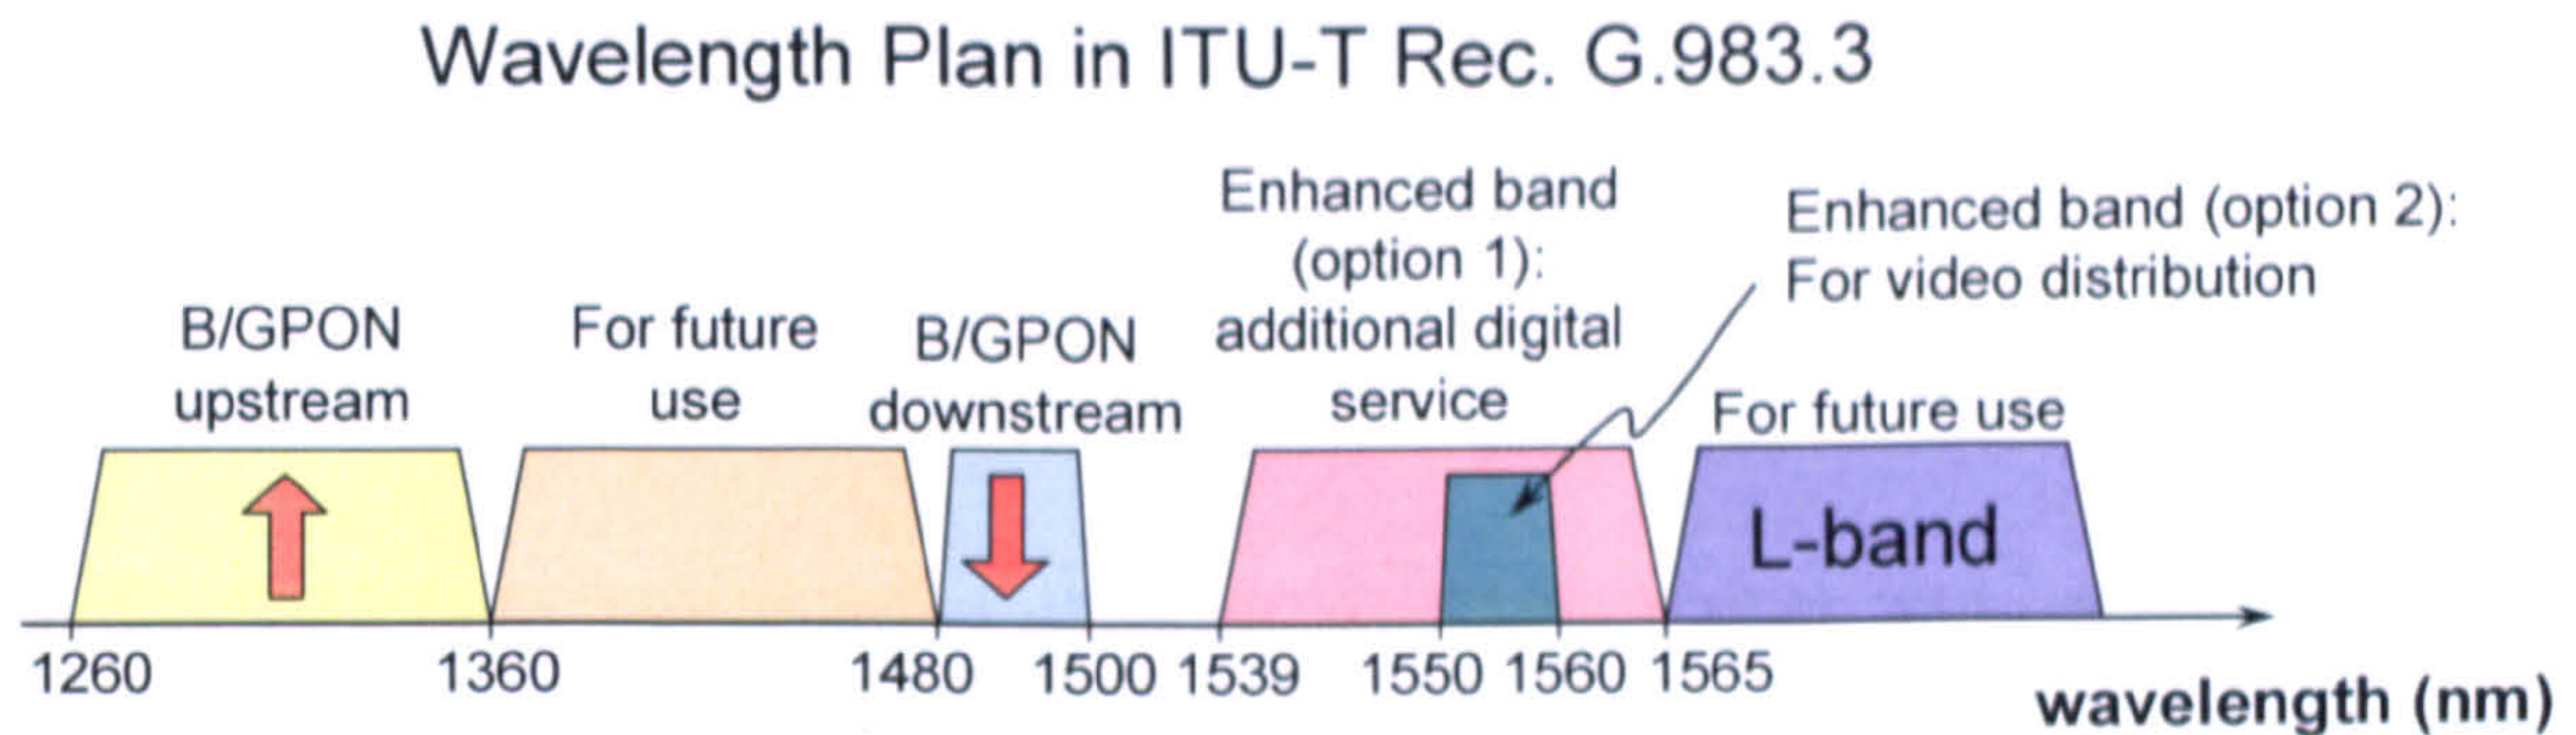 Wavelength Plan in ITU-T Rec. G.983.3
B/GPON
upstream
For future
use
B/GPON
downstream
Enhanced band
(option 1):
additional digital
service
Enhanced band (option 2):
For video distribution
For future use
L-band
1260 1360 1480 1500 1539 1550 1560 1565
wavelength (nm)